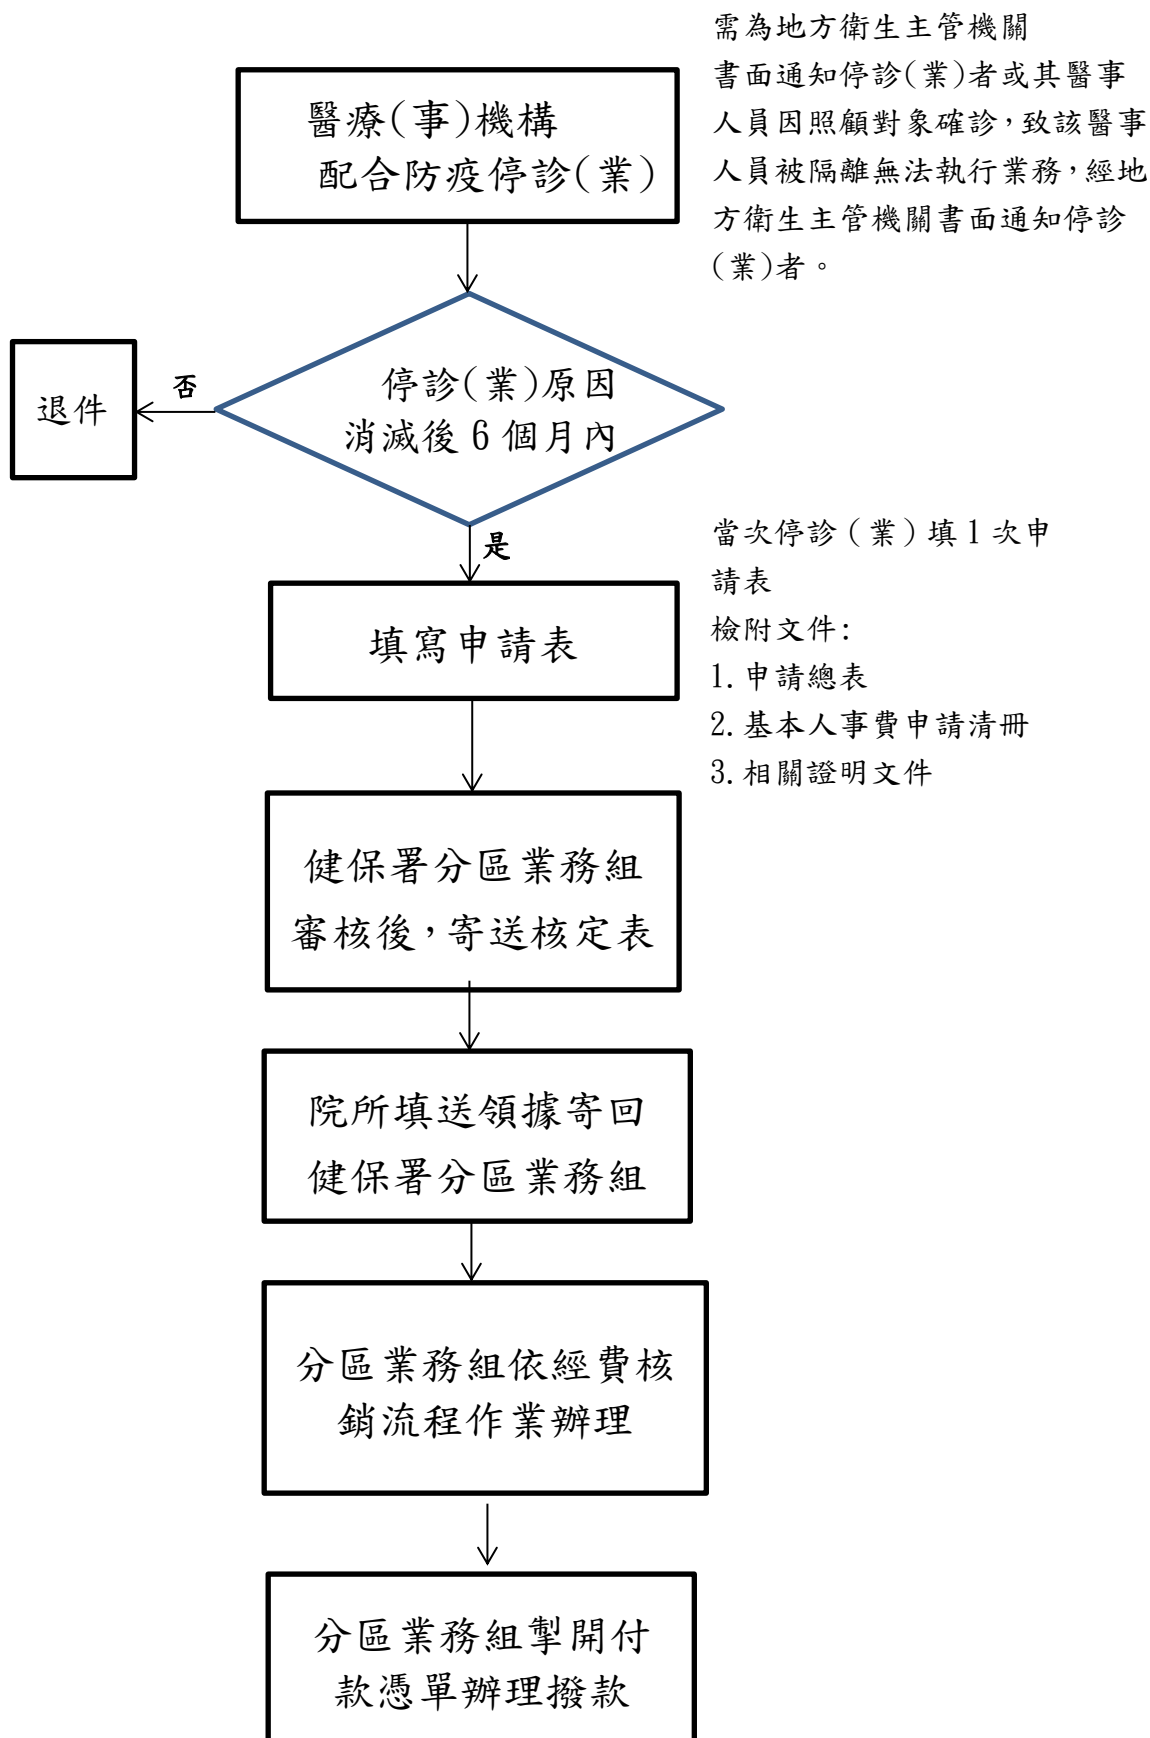 需為地方衛生主管機關
書面通知停診(業)者或其醫事
人員因照顧對象確診，致該醫事
人員被隔離無法執行業務，經地
方衛生主管機關書面通知停診
(業)者。
醫療(事)機構
配合防疫停診(業)
停診(業)原因
消滅後 6 個月內
否
退件
是
當次停診（業）填 1 次申
請表
檢附文件:
1.申請總表
2.基本人事費申請清冊
3.相關證明文件
填寫申請表
健保署分區業務組
審核後，寄送核定表
院所填送領據寄回
健保署分區業務組
分區業務組依經費核
銷流程作業辦理
分區業務組掣開付
款憑單辦理撥款